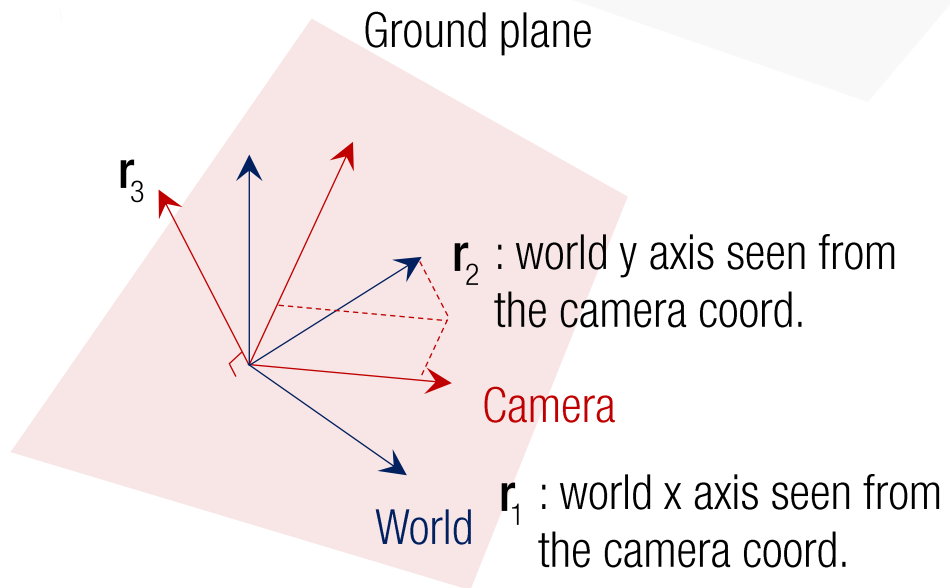 Ground plane
r3
r2 : world y axis seen from
the camera coord.
Camera
r1 : world x axis seen from
World
the camera coord.